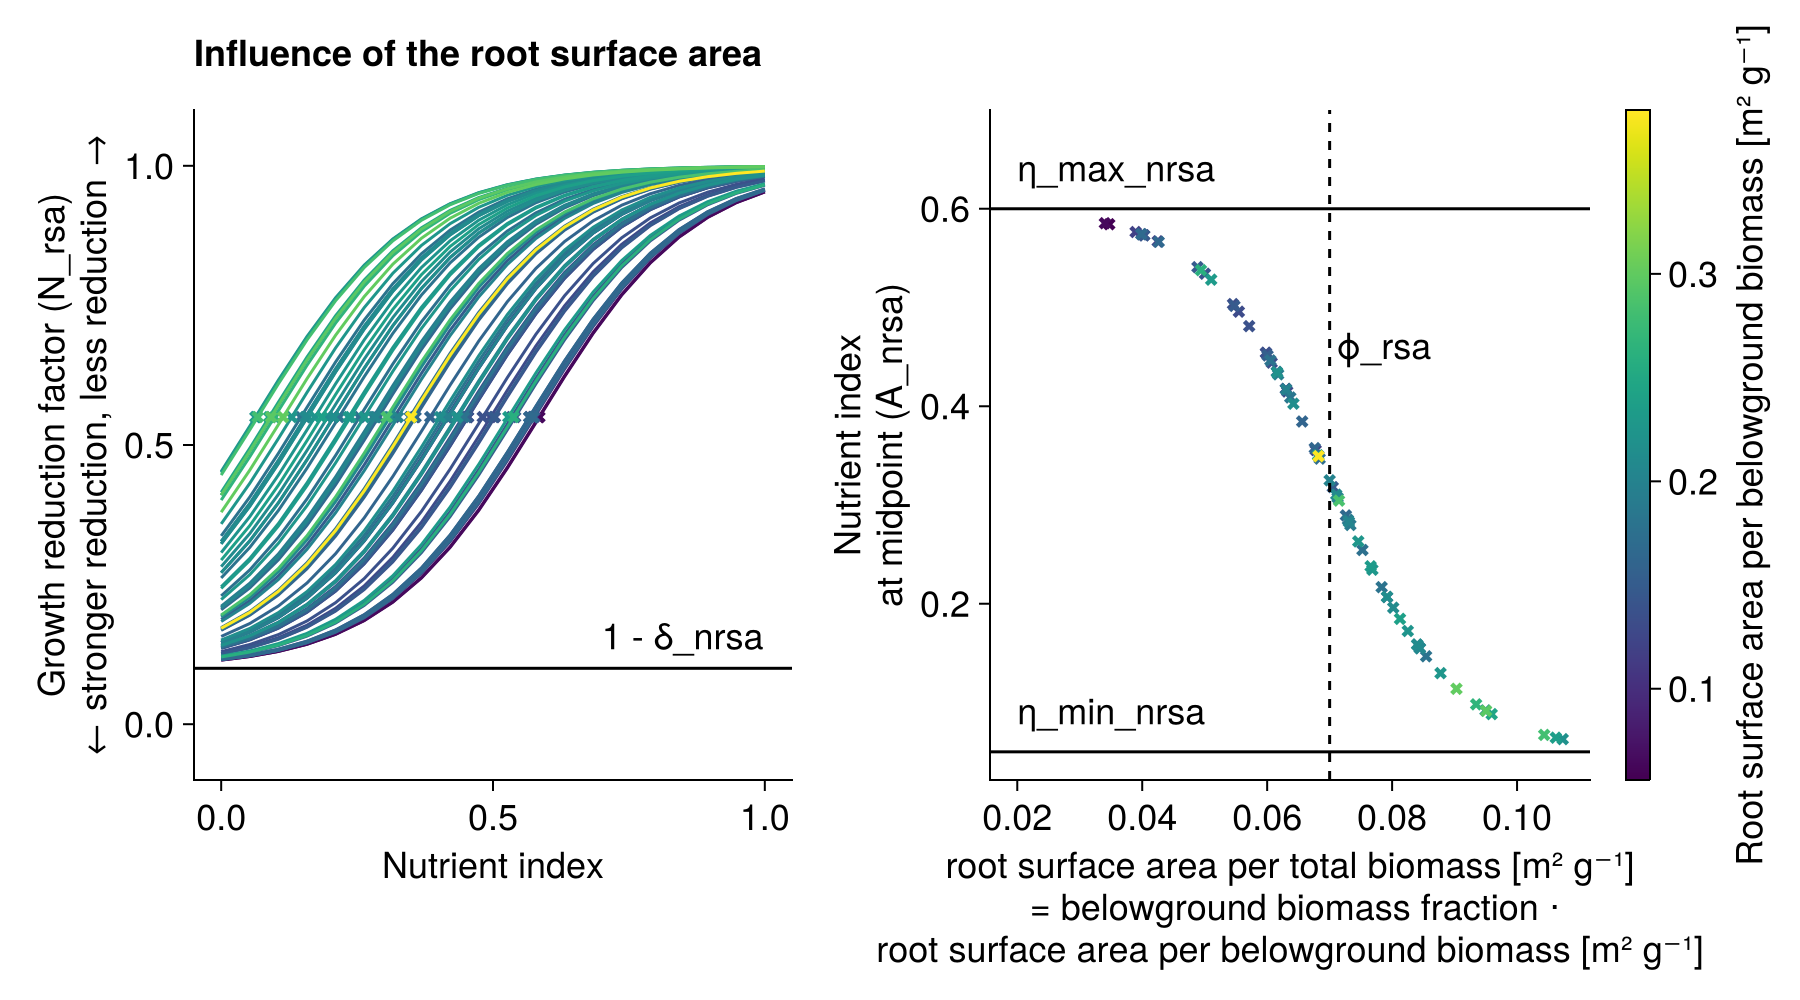 Influence of the root surface area
Growth reduction factor (N_rsa)
← stronger reduction, less reduction →
1.0
0.5
0.0
1 - δ_nrsa
0.0
0.5
1.0
Nutrient index
Nutrient index
at midpoint (A_nrsa)
0.6
0.4
0.2
η_max_nrsa
ϕ_rsa
η_min_nrsa
0.02
0.04
0.06
0.08
0.10
root surface area per total biomass [m² g⁻¹]
= belowground biomass fraction ·
root surface area per belowground biomass [m² g⁻¹]
0.3
0.2
0.1
Root surface area per belowground biomass [m² g⁻¹]